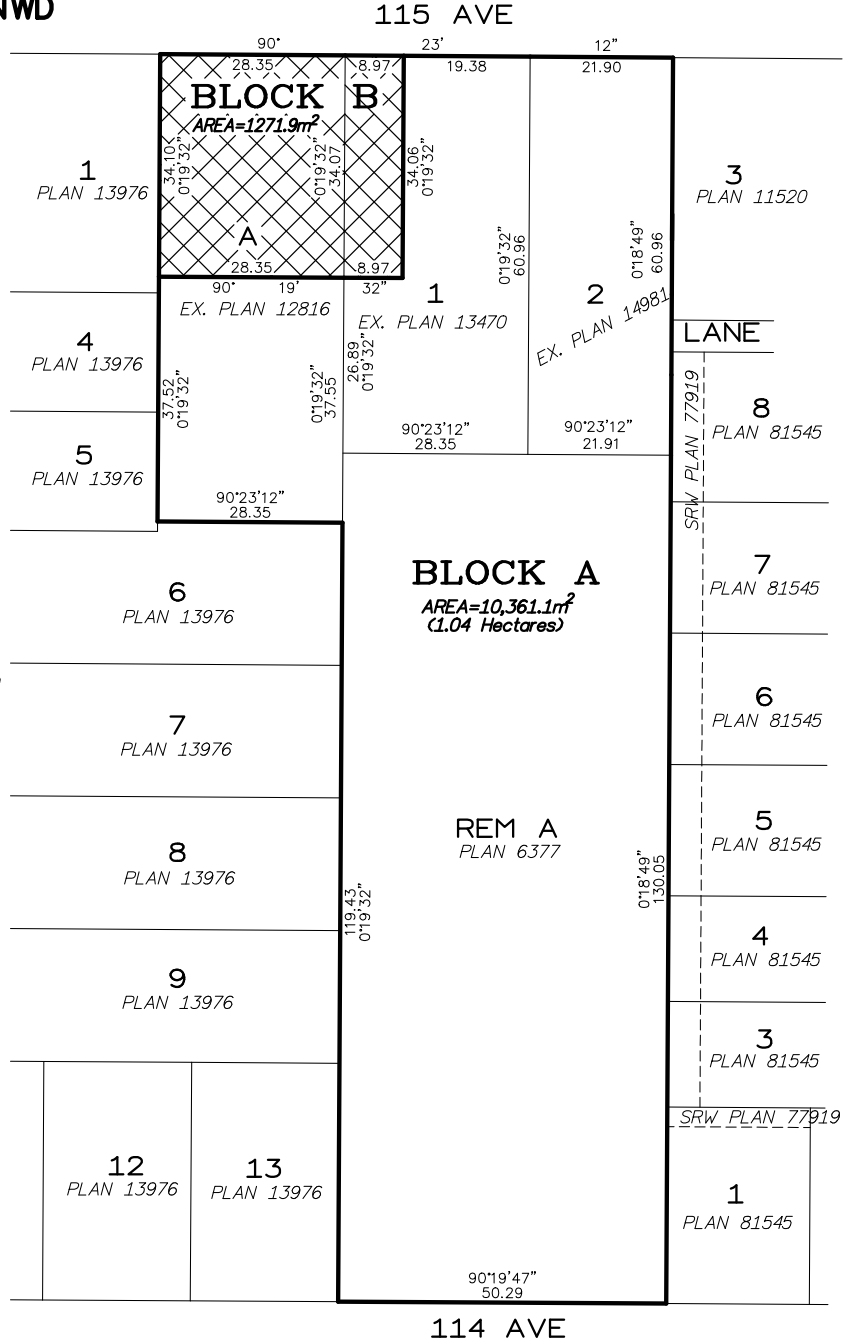 NWD
115 AVE
90° 23' 12"
28.35 8.97 19.38 21.90
BLOCK B
AREA=1271.9m²
34.10
0°19'32"
0°19'32"
34.07
34.06
0°19'32"
A
28.35 8.97
90° 19' 32"
EX. PLAN 12816
1
PLAN 13976
4
PLAN 13976
5
PLAN 13976
37.52
0°19'32"
0°19'32"
37.55
26.89
0°19'32"
1
EX. PLAN 13470
0°19'32"
60.96
2
EX. PLAN 14981
0°18'49"
60.96
3
PLAN 11520
LANE
90°23'12"
28.35
90°23'12"
21.91
90°23'12"
28.35
SRW PLAN 77919
8
PLAN 81545
BLOCK A
AREA=10,361.1m²
(1.04 Hectares)
6
PLAN 13976
7
PLAN 81545
7
PLAN 13976
6
PLAN 81545
8
PLAN 13976
REM A
PLAN 6377
5
PLAN 81545
119.43
0°19'32"
0°18'49"
130.05
9
PLAN 13976
4
PLAN 81545
3
PLAN 81545
SRW PLAN 77919
12
PLAN 13976
13
PLAN 13976
1
PLAN 81545
90°19'47"
50.29
114 AVE